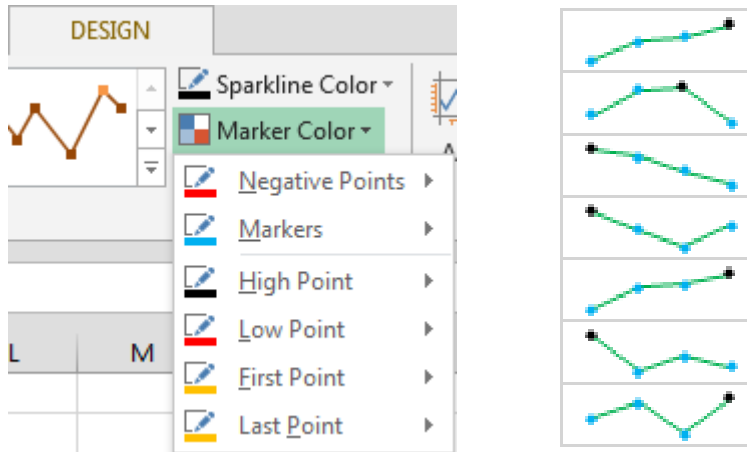 DESIGN
Sparkline Color
Marker Color
Negative Points
Markers
High Point
Low Point
First Point
Last Point
L M